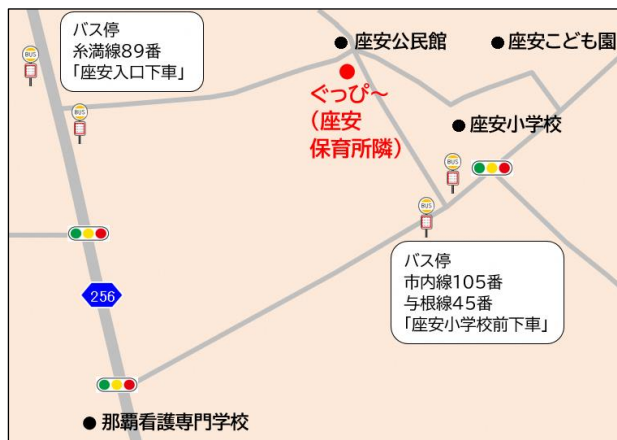 バス停
糸満線89番
「座安入口下車」
座安公民館
座安こども園
ぐっぴ～
（座安
保育所隣）
座安小学校
BUS
BUS
BUS
BUS
バス停
市内線105番
与根線45番
「座安小学校前下車」
256
那覇看護専門学校